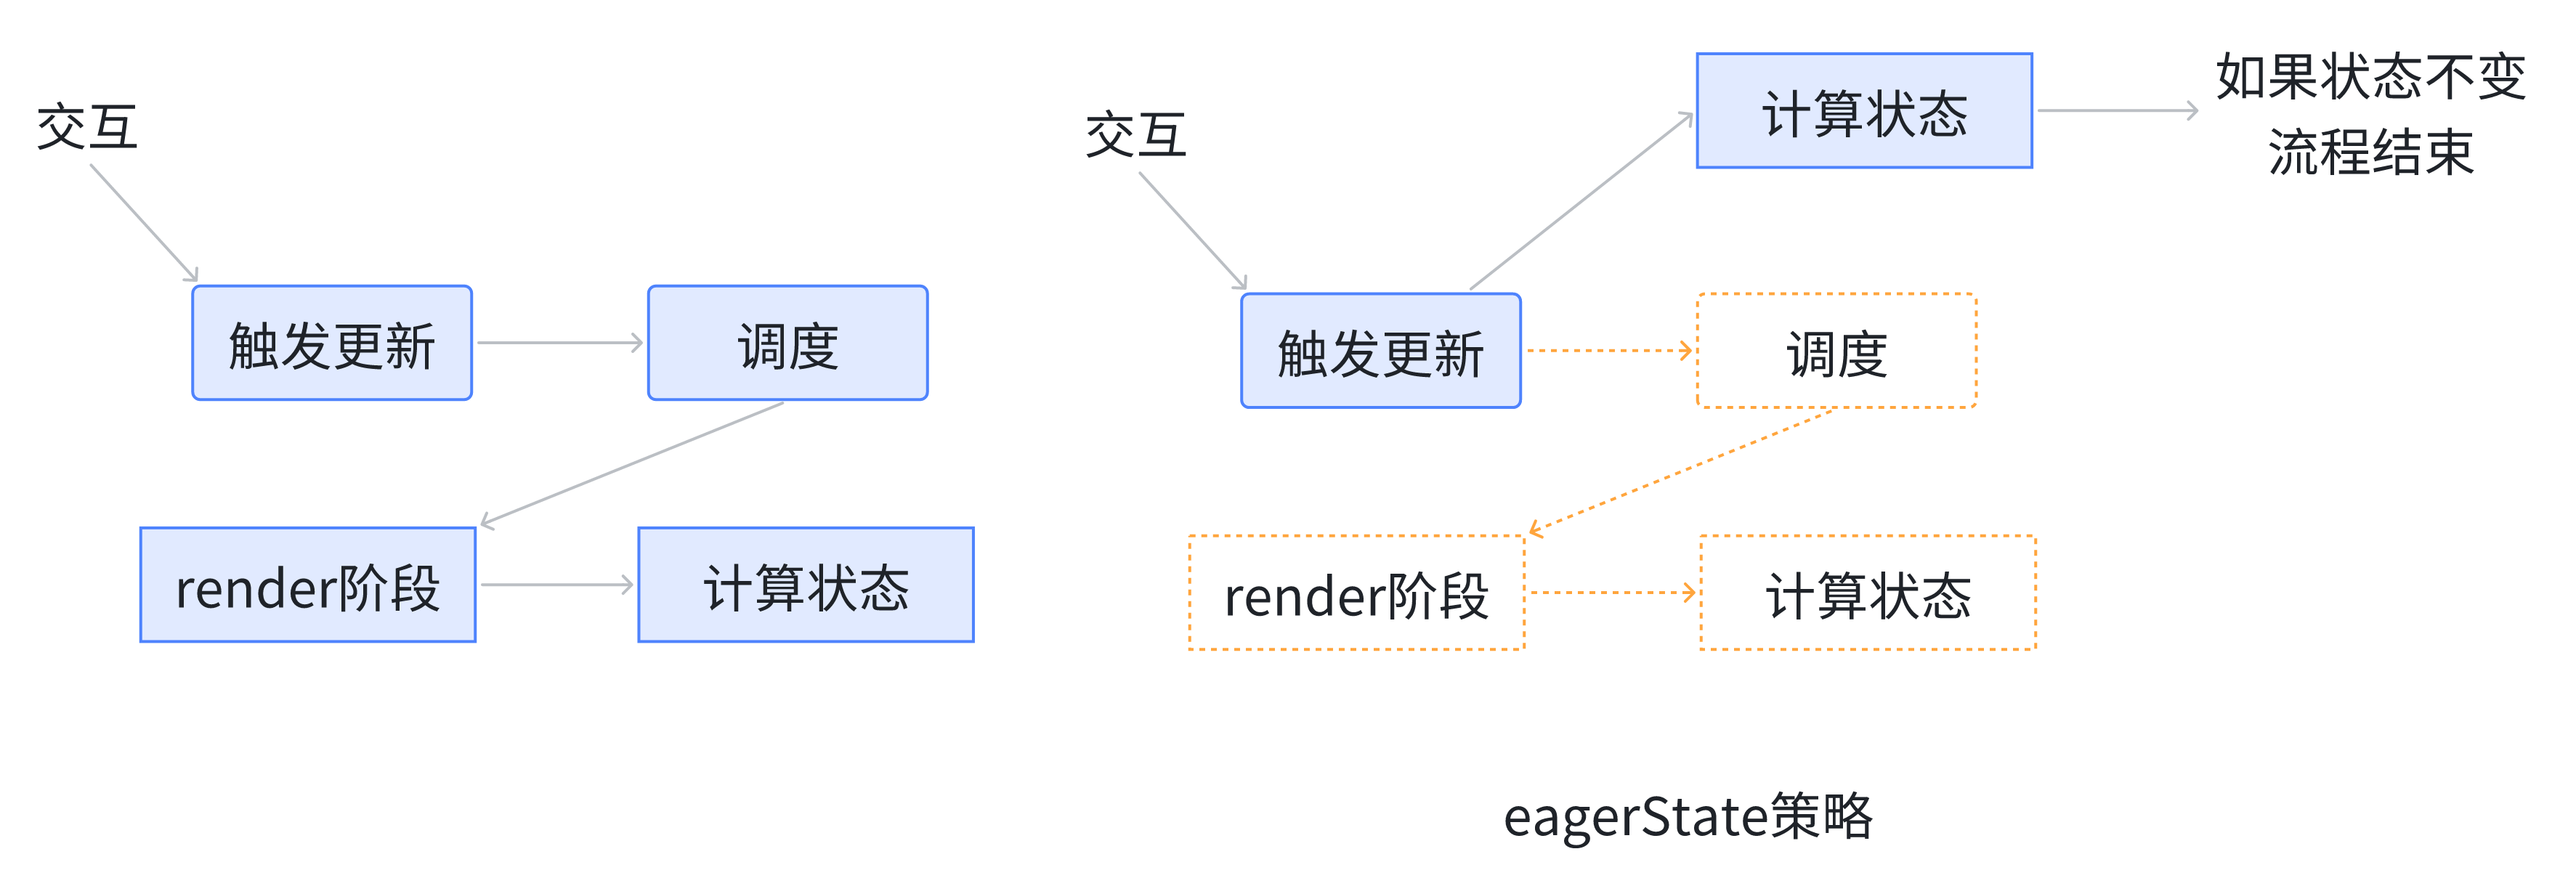 交互
触发更新
调度
render阶段
计算状态
交互
计算状态
如果状态不变
流程结束
触发更新
调度
render阶段
计算状态
eagerState策略